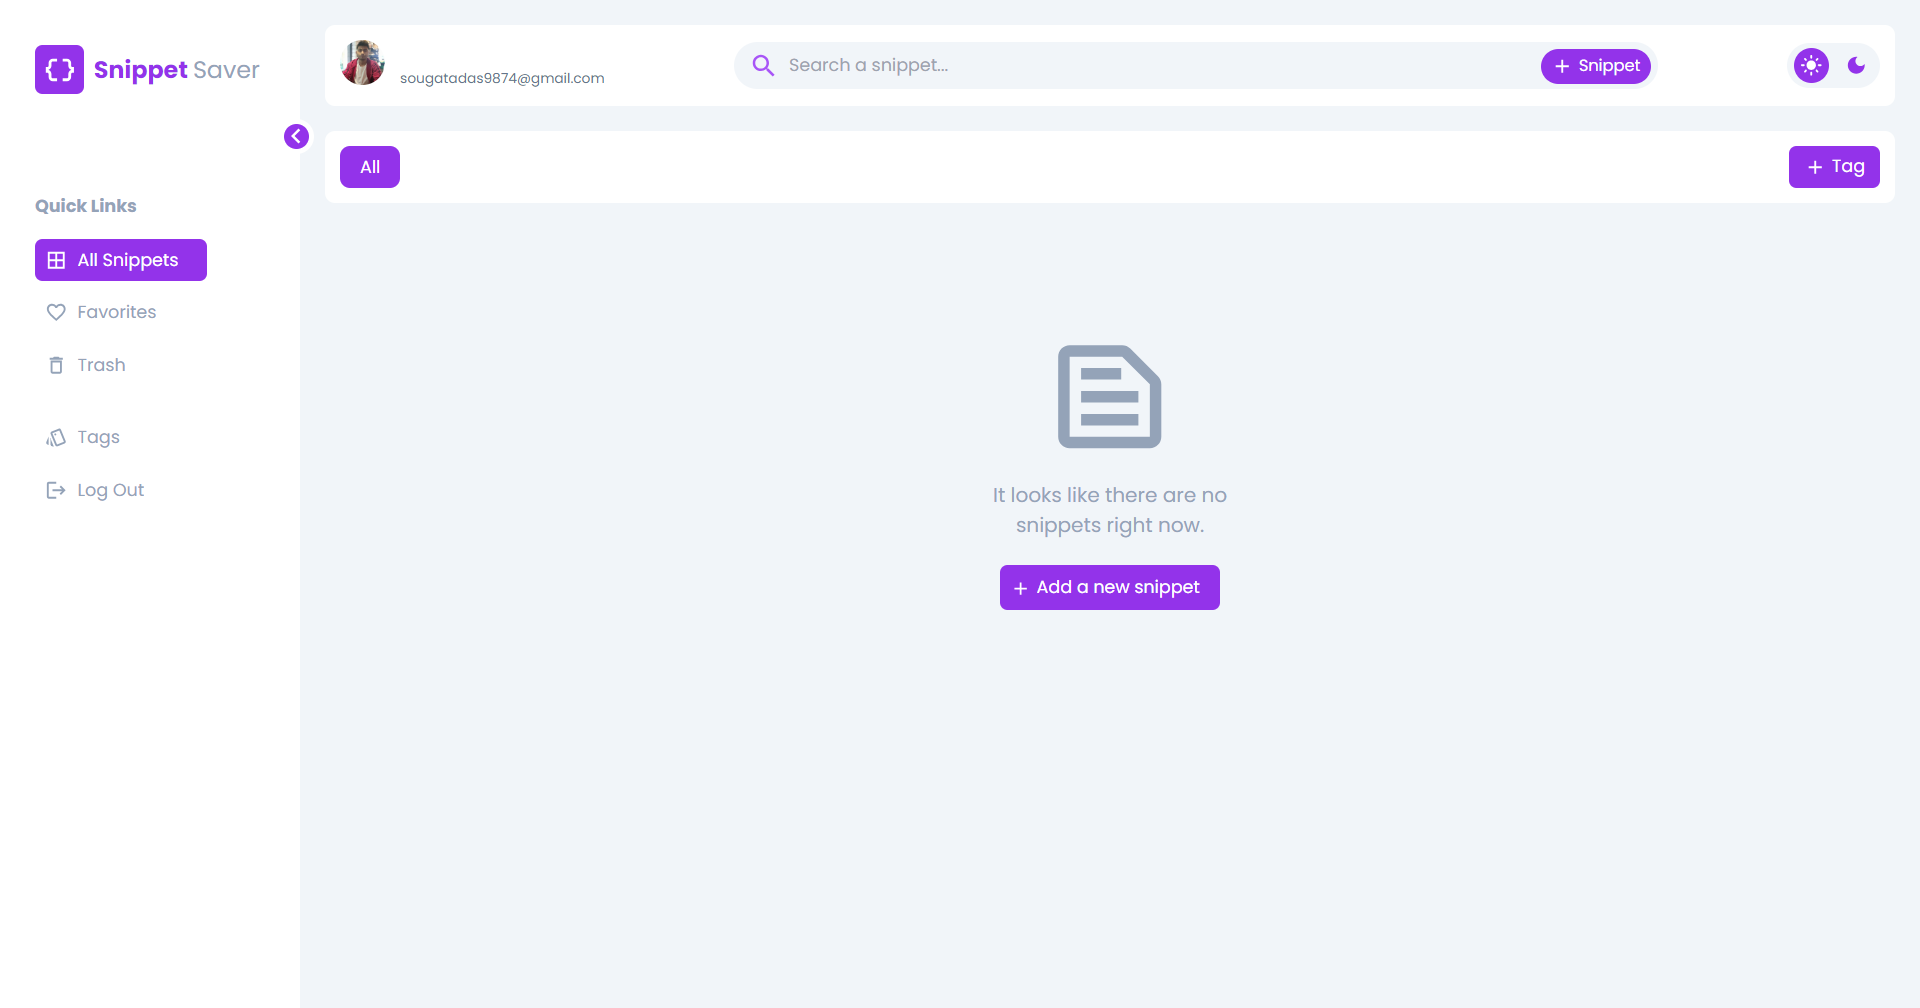 { } Snippet Saver
Quick Links
All Snippets
Favorites
Trash
Tags
Log Out
sougatadas9874@gmail.com
Search a snippet...
+ Snippet
All
+ Tag
It looks like there are no
snippets right now.
+ Add a new snippet